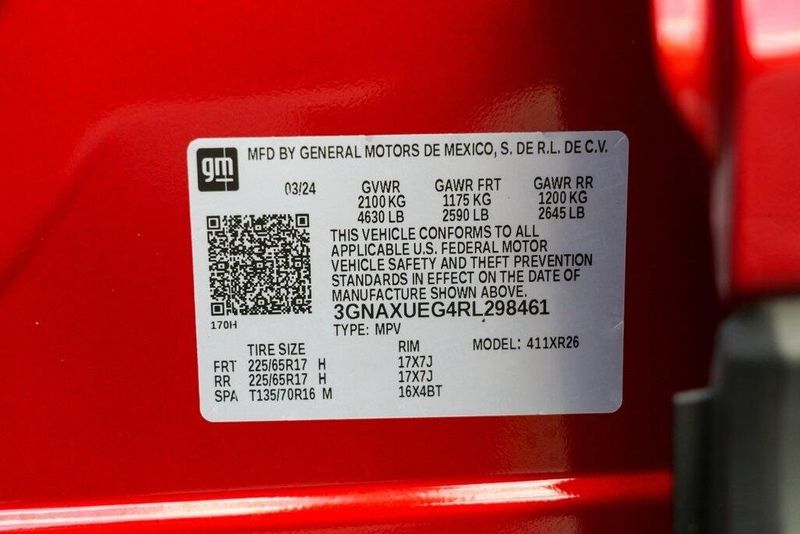 gm MFD BY GENERAL MOTORS DE MEXICO, S. DE R.L. DE C.V.
03/24 GVWR GAWR FRT GAWR RR
2100 KG 1175 KG 1200 KG
4630 LB 2590 LB 2645 LB
THIS VEHICLE CONFORMS TO ALL
APPLICABLE U.S. FEDERAL MOTOR
VEHICLE SAFETY AND THEFT PREVENTION
STANDARDS IN EFFECT ON THE DATE OF
MANUFACTURE SHOWN ABOVE.
3GNAXUEG4RL298461
170H
TYPE: MPV
TIRE SIZE RIM MODEL: 411XR26
FRT 225/65R17 H 17X7J
RR 225/65R17 H 17X7J
SPA T135/70R16 M 16X4BT